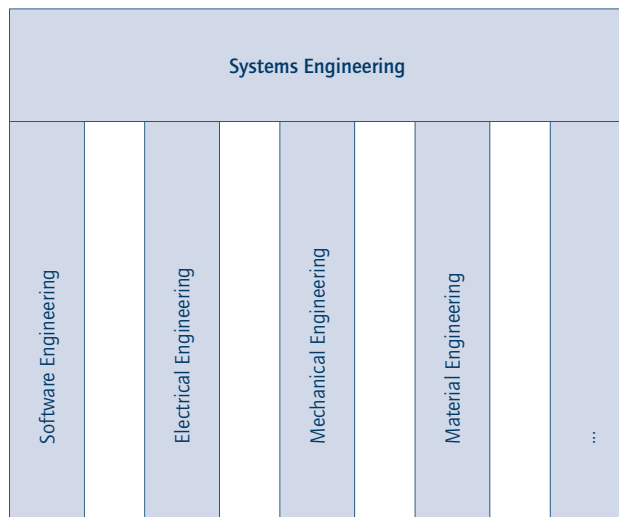 Systems Engineering
Software Engineering
Electrical Engineering
Mechanical Engineering
Material Engineering
...